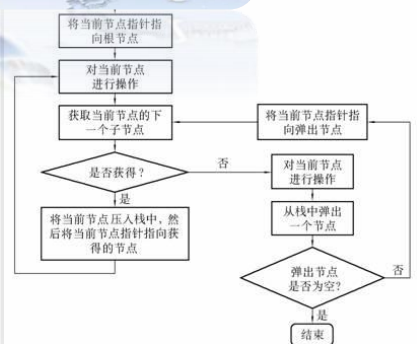 将当前节点指针指
向根节点
对当前节点
进行操作
获取当前节点的下
一个子节点
是否获得？
是
将当前节点压入栈中、然
后将当前节点指针指向获
得的节点
否
将当前节点指针指
向弹出节点
对当前节点
进行操作
从栈中弹出
一个节点
弹出节点
是否为空？
否
是
结束